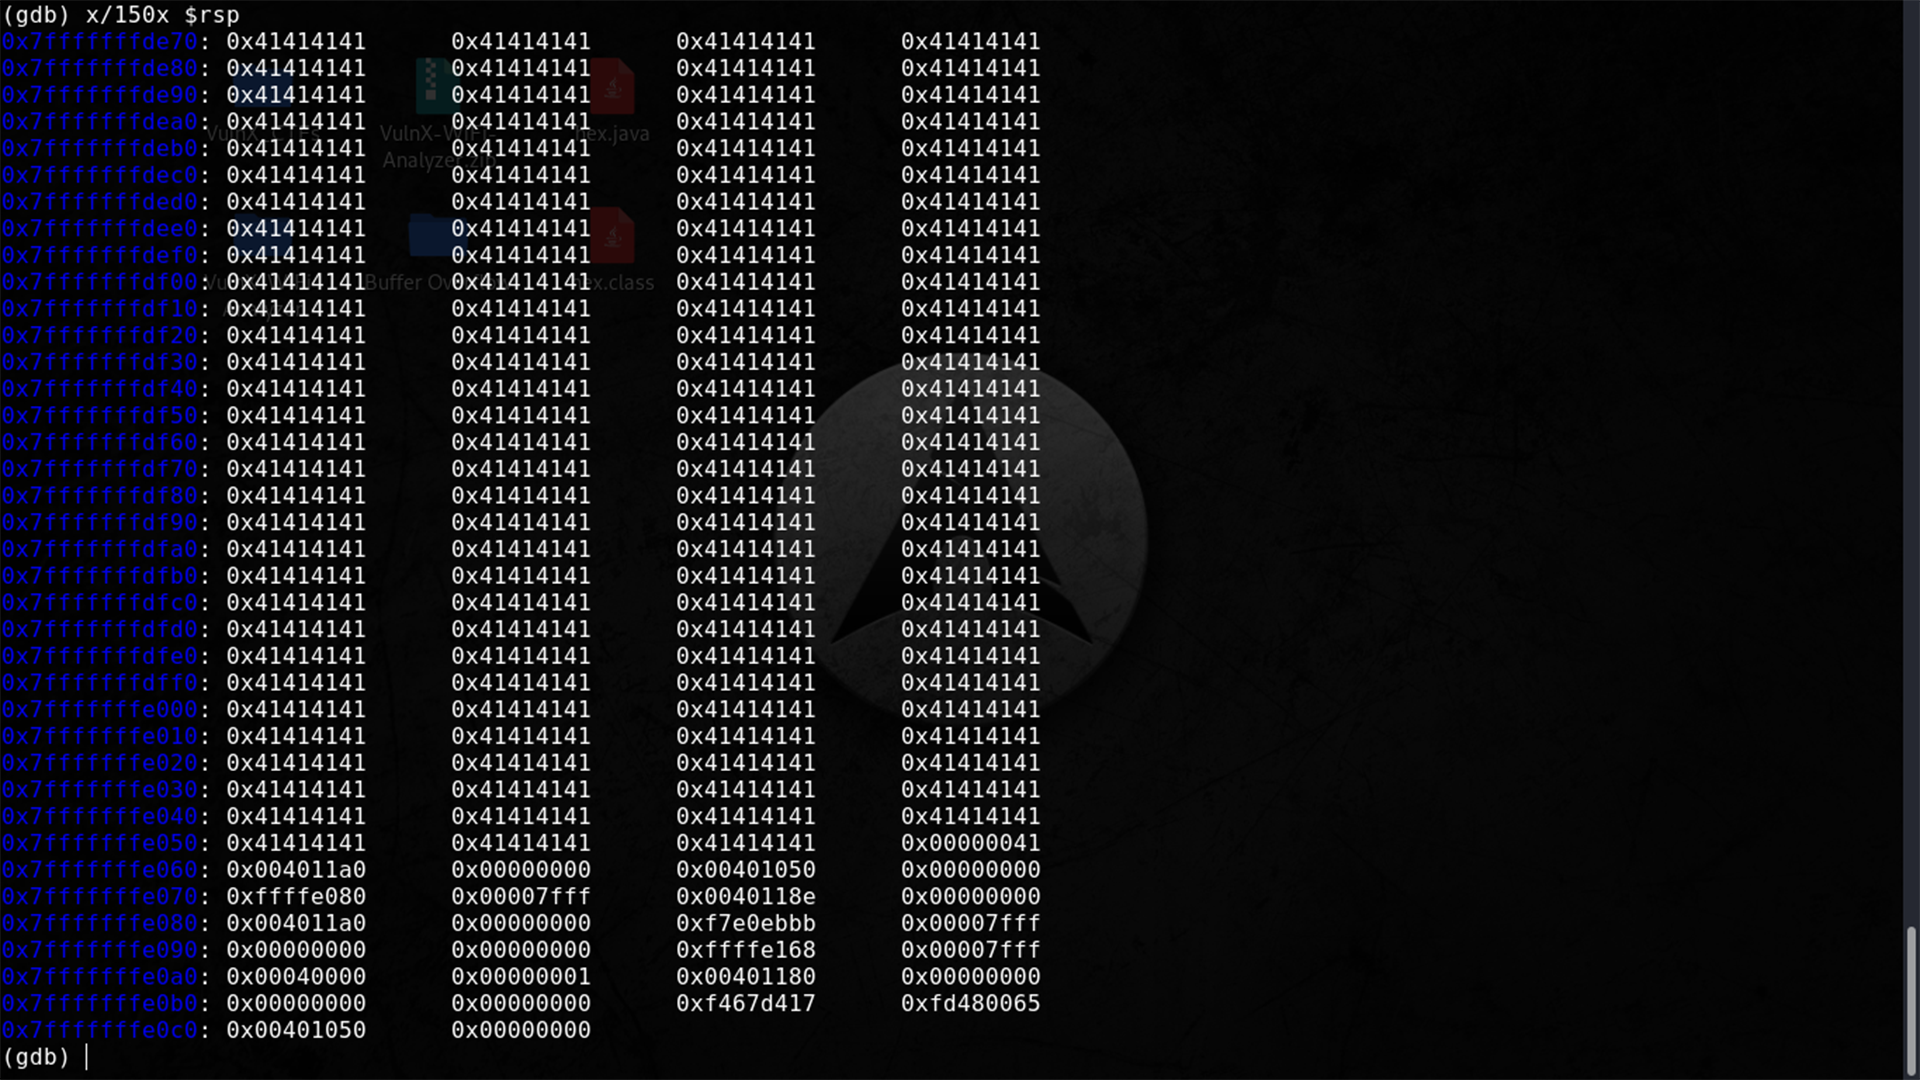 (gdb) x/150x $rsp
0x7fffffffde70: 0x41414141 0x41414141 0x41414141 0x41414141
0x7fffffffde80: 0x41414141 0x41414141 0x41414141 0x41414141
0x7fffffffde90: 0x41414141 0x41414141 0x41414141 0x41414141
0x7fffffffdea0: 0x41414141 0x41414141 0x41414141 0x41414141
0x7fffffffdeb0: 0x41414141 0x41414141 0x41414141 0x41414141
0x7fffffffdec0: 0x41414141 0x41414141 0x41414141 0x41414141
0x7fffffffded0: 0x41414141 0x41414141 0x41414141 0x41414141
0x7fffffffdee0: 0x41414141 0x41414141 0x41414141 0x41414141
0x7fffffffdef0: 0x41414141 0x41414141 0x41414141 0x41414141
0x7fffffffdf00: 0x41414141 0x41414141 0x41414141 0x41414141
0x7fffffffdf10: 0x41414141 0x41414141 0x41414141 0x41414141
0x7fffffffdf20: 0x41414141 0x41414141 0x41414141 0x41414141
0x7fffffffdf30: 0x41414141 0x41414141 0x41414141 0x41414141
0x7fffffffdf40: 0x41414141 0x41414141 0x41414141 0x41414141
0x7fffffffdf50: 0x41414141 0x41414141 0x41414141 0x41414141
0x7fffffffdf60: 0x41414141 0x41414141 0x41414141 0x41414141
0x7fffffffdf70: 0x41414141 0x41414141 0x41414141 0x41414141
0x7fffffffdf80: 0x41414141 0x41414141 0x41414141 0x41414141
0x7fffffffdf90: 0x41414141 0x41414141 0x41414141 0x41414141
0x7fffffffdfa0: 0x41414141 0x41414141 0x41414141 0x41414141
0x7fffffffdfb0: 0x41414141 0x41414141 0x41414141 0x41414141
0x7fffffffdfc0: 0x41414141 0x41414141 0x41414141 0x41414141
0x7fffffffdfd0: 0x41414141 0x41414141 0x41414141 0x41414141
0x7fffffffdfe0: 0x41414141 0x41414141 0x41414141 0x41414141
0x7fffffffdff0: 0x41414141 0x41414141 0x41414141 0x41414141
0x7fffffffe000: 0x41414141 0x41414141 0x41414141 0x41414141
0x7fffffffe010: 0x41414141 0x41414141 0x41414141 0x41414141
0x7fffffffe020: 0x41414141 0x41414141 0x41414141 0x41414141
0x7fffffffe030: 0x41414141 0x41414141 0x41414141 0x41414141
0x7fffffffe040: 0x41414141 0x41414141 0x41414141 0x41414141
0x7fffffffe050: 0x41414141 0x41414141 0x41414141 0x00000041
0x7fffffffe060: 0x004011a0 0x00000000 0x00401050 0x00000000
0x7fffffffe070: 0xffffe080 0x00007fff 0x0040118e 0x00000000
0x7fffffffe080: 0x004011a0 0x00000000 0xf7e0ebbb 0x00007fff
0x7fffffffe090: 0x00000000 0x00000000 0xffffe168 0x00007fff
0x7fffffffe0a0: 0x00040000 0x00000001 0x00401180 0x00000000
0x7fffffffe0b0: 0x00000000 0x00000000 0xf467d417 0xfd480065
0x7fffffffe0c0: 0x00401050 0x00000000
(gdb)
VulnX-WIFI-
Analyzer.zip
hex.java
Buffer
hex.class